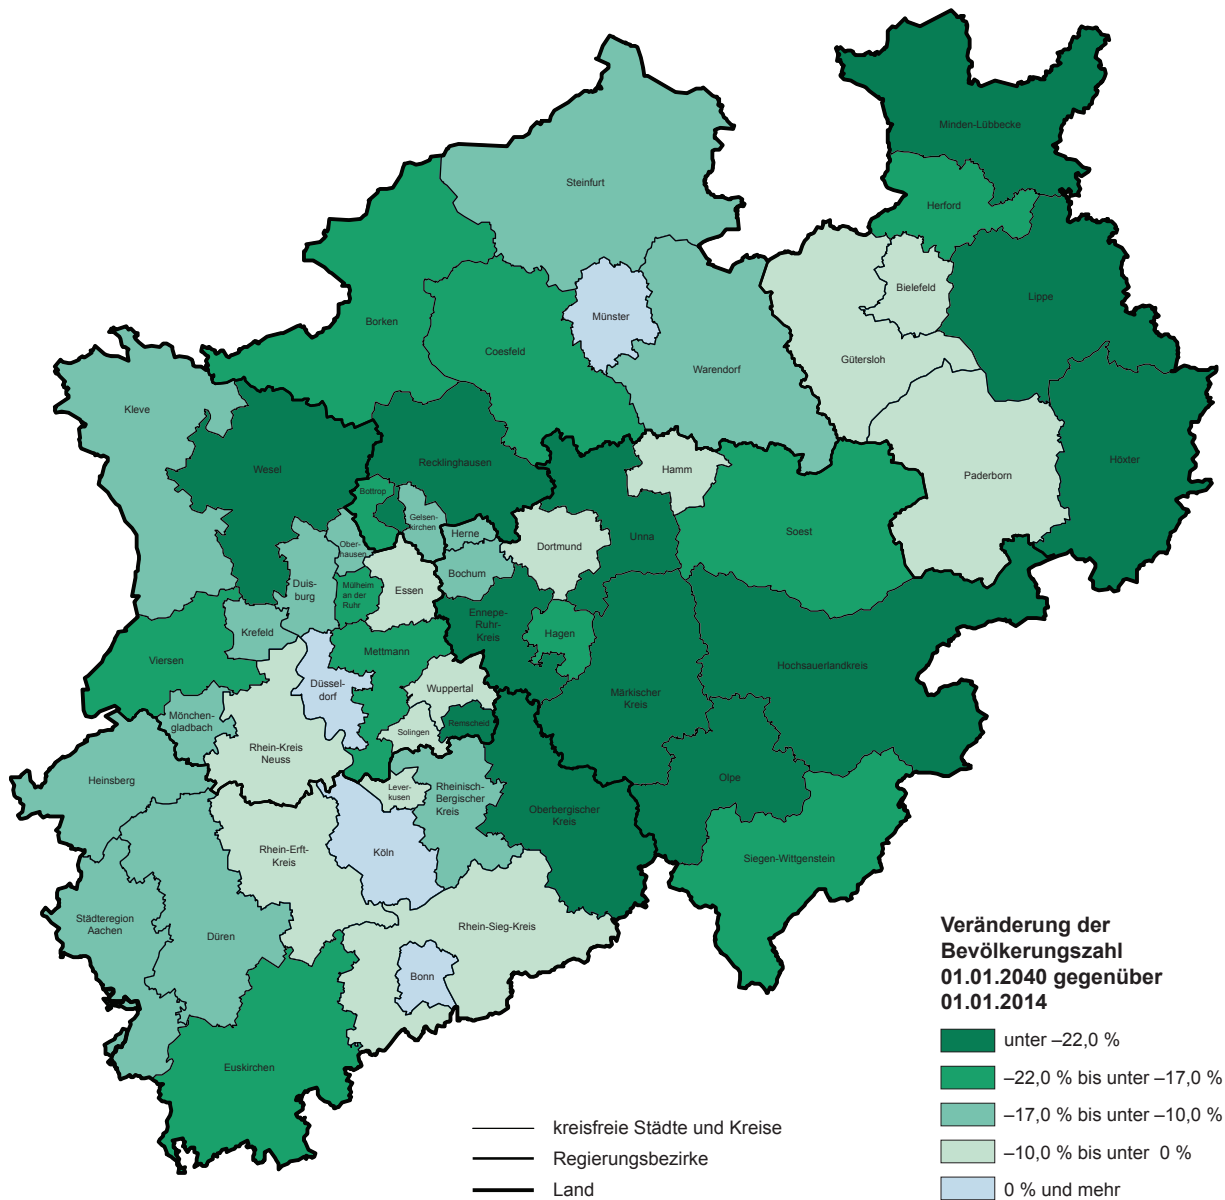 Minden-Lübbecke
Steinfurt
Herford
Bielefeld
Lippe
Münster
Borken
Coesfeld
Gütersloh
Warendorf
Kleve
Wesel
Recklinghausen
Hamm
Paderborn
Höxter
Bottrop
Gelsen-
kirchen
Herne
Ober-
hausen
Dortmund
Unna
Soest
Bochum
Duis-
burg
Mülheim
an der
Ruhr
Essen
Ennepe-
Ruhr-
Kreis
Hagen
Krefeld
Mettmann
Viersen
Hochsauerlandkreis
Düssel-
dorf
Wuppertal
Märkischer
Kreis
Mönchen-
gladbach
Solingen
Remscheid
Rhein-Kreis
Neuss
Heinsberg
Lever-
kusen
Rheinisch-
Bergischer
Kreis
Oberbergischer
Kreis
Olpe
Rhein-Erft-
Kreis
Köln
Siegen-Wittgenstein
Städteregion
Aachen
Düren
Rhein-Sieg-Kreis
Bonn
Euskirchen
Veränderung der
Bevölkerungszahl
01.01.2040 gegenüber
01.01.2014
unter –22,0 %
–22,0 % bis unter –17,0 %
–17,0 % bis unter –10,0 %
–10,0 % bis unter 0 %
0 % und mehr
kreisfreie Städte und Kreise
Regierungsbezirke
Land